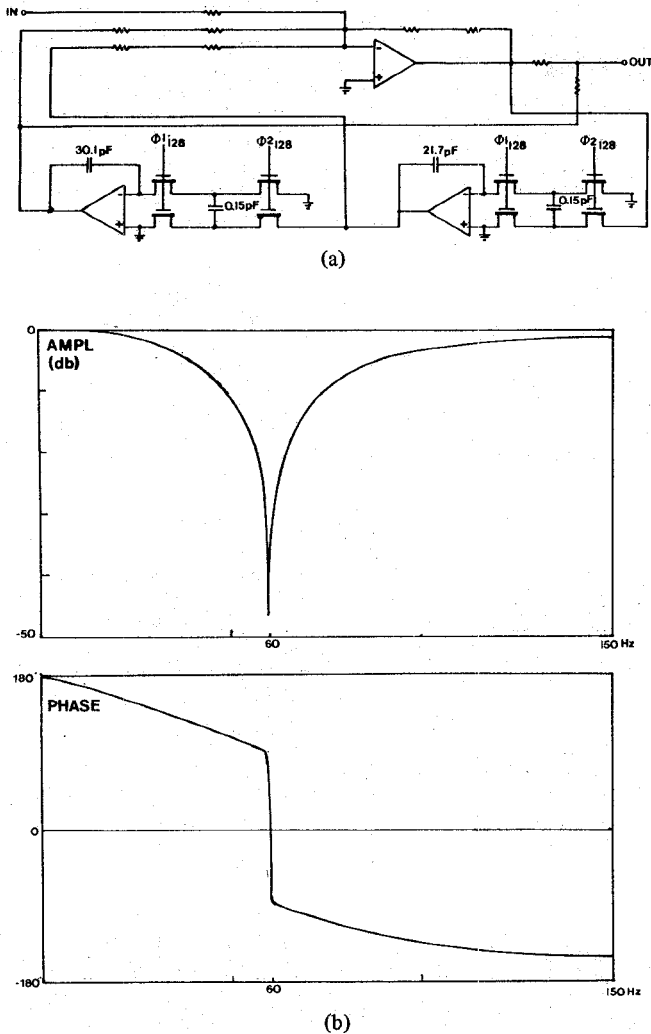 IN
OUT
Φ1 128
Φ2 128
Φ1 128
Φ2 128
30.1pF
21.7pF
0.15pF
0.15pF
(a)
0
AMPL
(db)
-50
60
150 Hz
180°
PHASE
0
-180°
60
150 Hz
(b)